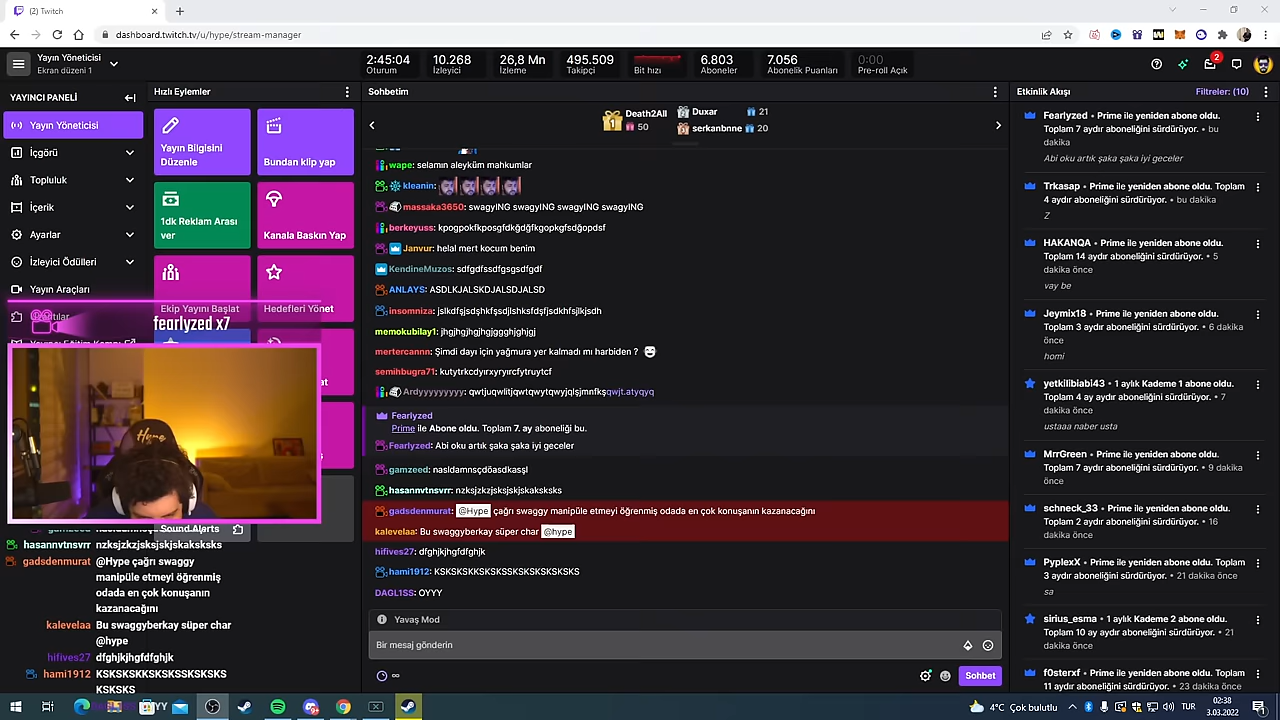 (2) Twitch
dashboard.twitch.tv/u/hype/stream-manager
Yayın Yöneticisi
Ekran düzeni 1
2:45:04
Oturum
10.268
İzleyici
26,8 Mn
İzleme
495.509
Takipçi
Bit hızı
6.803
Aboneler
7.056
Abonelik Puanları
0:00
Pre-roll Açık
2
YAYINCI PANELİ
Yayın Yöneticisi
İçgörü
Topluluk
İçerik
Ayarlar
İzleyici Ödülleri
Yayın Araçları
Hızlı Eylemler
Yayın Bilgisini
Düzenle
Bundan klip yap
1dk Reklam Arası
ver
Kanala Baskın Yap
Ekip Yayını Başlat
Hedefleri Yönet
fearlyzed x7
Hype
Sound Alerts
hasannvtnsvrr nzksjzkzjsksjskjskaksksks
gadsdenmurat: @Hype çağrı swaggy
manipüle etmeyi öğrenmiş
odada en çok konuşanın
kazanacağını
kalevelaa: Bu swaggyberkay süper char
@hype
hifives27 dfghjkjhgfdfghjk
hami1912: KSKSKSKKSKSKSSKSKSKS
KSKSKS
Sohbetim
1
Death2All
50
Duxar
21
serkanbnne
20
wape: selamın aleyküm mahkumlar
kleanin:
massaka3650: swagyING swagyING swagyING swagyING
berkeyuss: kpogpokfkposgfdkğdğfkgopkgfsdğopdsf
Janvur: helal mert kocum benim
KendineMuzos: sdfgdfssdfgsgsdfgdf
ANLAYS: ASDLKJALSKDJALSDJALSD
insomniza: jslkdfsjdsfhsfhpsdjlshksfdsfjsdkhfsjlkjsdh
memokubilay1: jhgjhgjhgjhgjggghjghjgj
mertercannn: Şimdi dayı için yağmura yer kalmadı mı harbiden ?
semihbugra71: kutytrkcdyırxyryırcfytruytcf
Ardyyyyyyyyy: qwtjuqwlitjqwtqwytqwyjqlşjmnfkşqwjt.atyqyq
Fearlyzed
Prime ile Abone oldu. Toplam 7. ay aboneliği bu.
Fearlyzed: Abi oku artık şaka şaka iyi geceler
gamzeed: nasldamnsçdöasdkassşl
hasannvtnsvrr: nzksjzkzjsksjskjskaksksks
gadsdenmurat: @Hype çağrı swaggy manipüle etmeyi öğrenmiş odada en çok konuşanın kazanacağını
kalevelaa: Bu swaggyberkay süper char @hype
hifives27: dfghjkjhgfdfghjk
hami1912: KSKSKSKKSKSKSSKSKSKSKSKS
DAGL1SS: OYYY
Yavaş Mod
Bir mesaj gönderin
Sohbet
Etkinlik Akışı
Filtreler: (10)
Fearlyzed • Prime ile yeniden abone oldu.
Toplam 7 aydır aboneliğini sürdürüyor. • bu
dakika
Abi oku artık şaka şaka iyi geceler
Trkasap • Prime ile yeniden abone oldu. Toplam
4 aydır aboneliğini sürdürüyor. • bu dakika
Z
HAKANQA • Prime ile yeniden abone oldu.
Toplam 14 aydır aboneliğini sürdürüyor. • 5
dakika önce
vay be
Jeymix18 • Prime ile yeniden abone oldu.
Toplam 3 aydır aboneliğini sürdürüyor. • 6 dakika
önce
homi
yetkilibiabi43 • 1 aylık Kademe 1 abone oldu.
Toplam 4 ay aydır aboneliğini sürdürüyor. • 7
dakika önce
ustaaa naber usta
MrrGreen • Prime ile yeniden abone oldu.
Toplam 7 aydır aboneliğini sürdürüyor. • 9 dakika
önce
schneck_33 • Prime ile yeniden abone oldu.
Toplam 2 aydır aboneliğini sürdürüyor. • 16
dakika önce
PyplexX • Prime ile yeniden abone oldu. Toplam
3 aydır aboneliğini sürdürüyor. • 21 dakika önce
sa
sirius_esma • 1 aylık Kademe 2 abone oldu.
Toplam 10 ay aydır aboneliğini sürdürüyor. • 21
dakika önce
f0sterxf • Prime ile yeniden abone oldu. Toplam
11 aydır aboneliğini sürdürüyor. • 23 dakika önce
4°C Çok bulutlu
TUR
02:38
3.03.2022